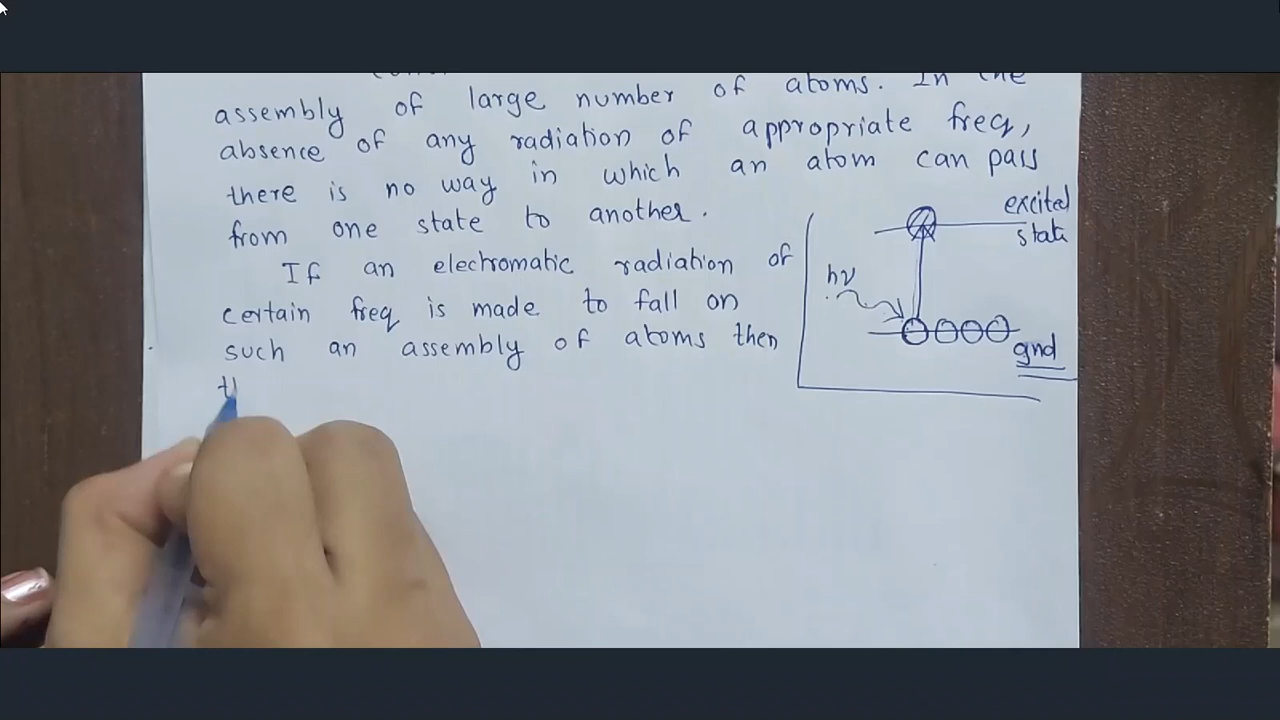 assembly of large number of atoms. In the
absence of any radiation of appropriate freq,
there is no way in which an atom can pass
from one state to another.
If an electromatic radiation of
certain freq is made to fall on
such an assembly of atoms then
excited
state
hν
gnd